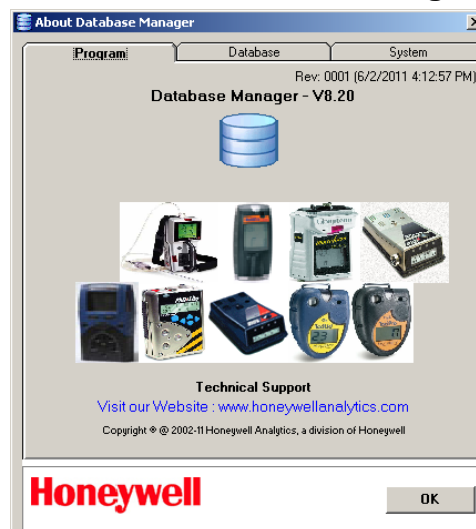 About Database Manager
Program Database System
Rev: 0001 (6/2/2011 4:12:57 PM)
Database Manager - V8.20
Technical Support
Visit our Website : www.honeywellanalytics.com
Copyright ® @ 2002-11 Honeywell Analytics, a division of Honeywell
Honeywell
OK